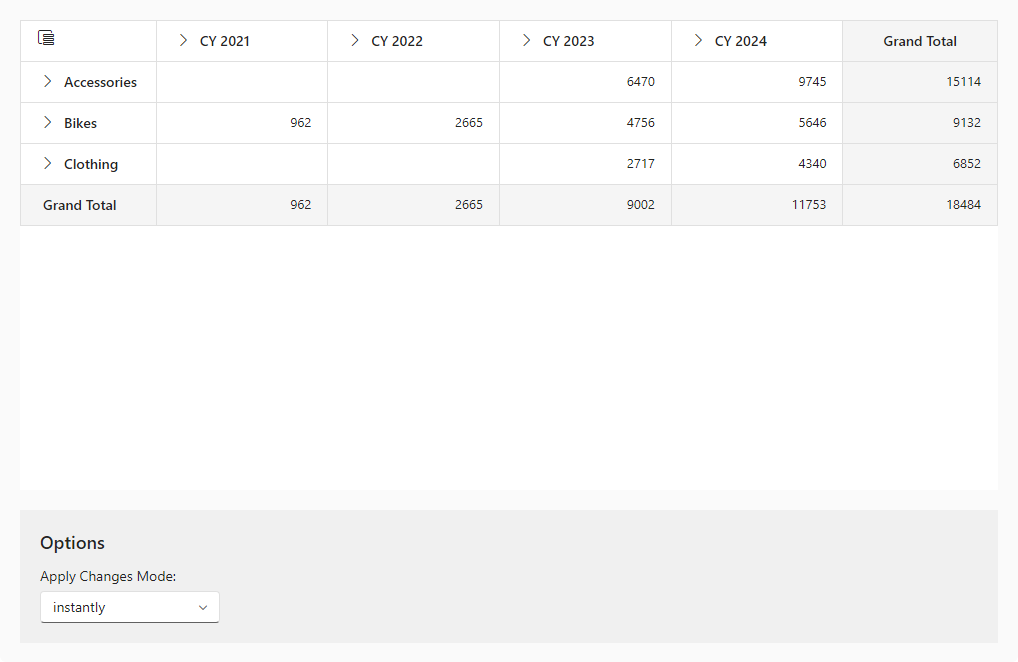 CY 2021 CY 2022 CY 2023 CY 2024 Grand Total
Accessories 6470 9745 15114
Bikes 962 2665 4756 5646 9132
Clothing 2717 4340 6852
Grand Total 962 2665 9002 11753 18484
Options
Apply Changes Mode:
instantly